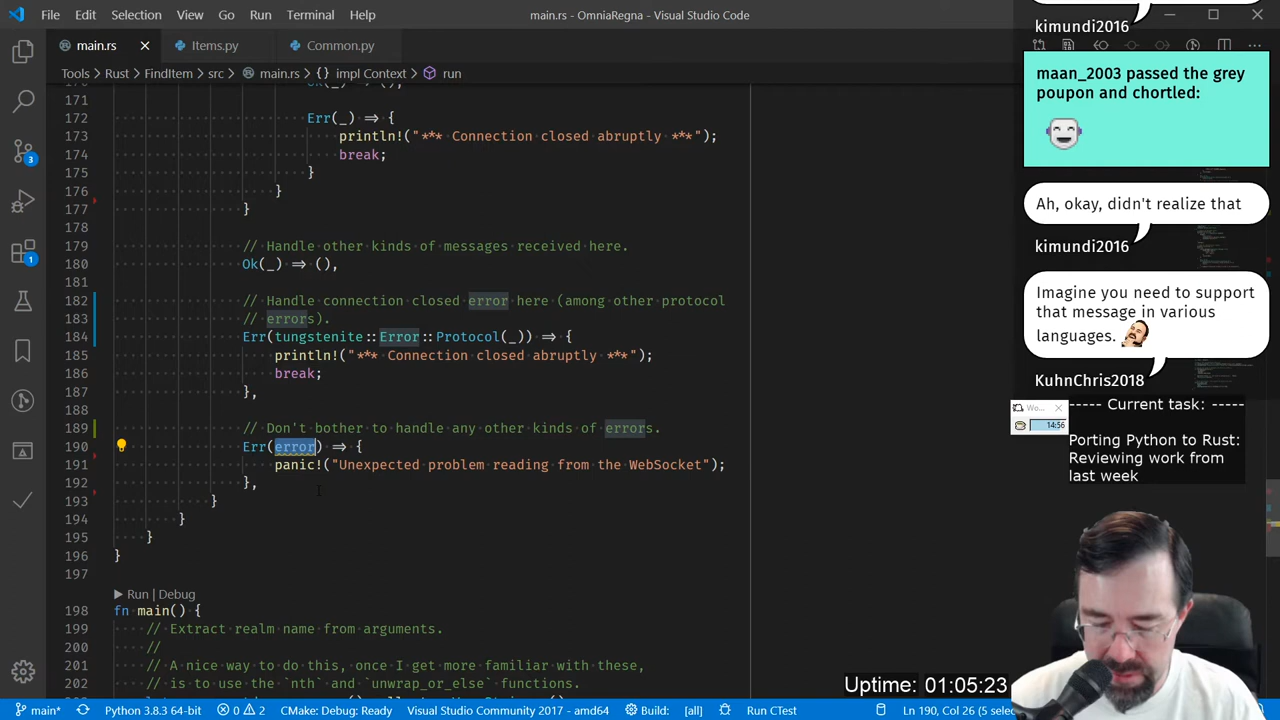 File Edit Selection View Go Run Terminal Help
main.rs - OmniaRegna - Visual Studio Code
main.rs
Items.py
Common.py
Tools > Rust > FindItem > src > main.rs > {} impl Context > run
171
172 Err(_) => {
173 println!("*** Connection closed abruptly ***");
174 break;
175 }
176 }
177 }
178
179 // Handle other kinds of messages received here.
180 Ok(_) => (),
181
182 // Handle connection closed error here (among other protocol
183 // errors).
184 Err(tungstenite::Error::Protocol(_)) => {
185 println!("*** Connection closed abruptly ***");
186 break;
187 },
188
189 // Don't bother to handle any other kinds of errors.
190 Err(error) => {
191 panic!("Unexpected problem reading from the WebSocket");
192 },
193 }
194 }
195 }
196 }
197
Run | Debug
198 fn main() {
199 // Extract realm name from arguments.
200 //
201 // A nice way to do this, once I get more familiar with these,
202 // is to use the `nth` and `unwrap_or_else` functions.
3
1
kimundi2016
maan_2003 passed the grey
poupon and chortled:
Ah, okay, didn't realize that
kimundi2016
Imagine you need to support
that message in various
languages.
KuhnChris2018
Wo...
14:56
----- Current task: -----
Porting Python to Rust:
Reviewing work from
last week
Uptime: 01:05:23
main* Python 3.8.3 64-bit 0 2 CMake: Debug: Ready Visual Studio Community 2017 - amd64 Build: [all] Run CTest Ln 190, Col 26 (5 selec